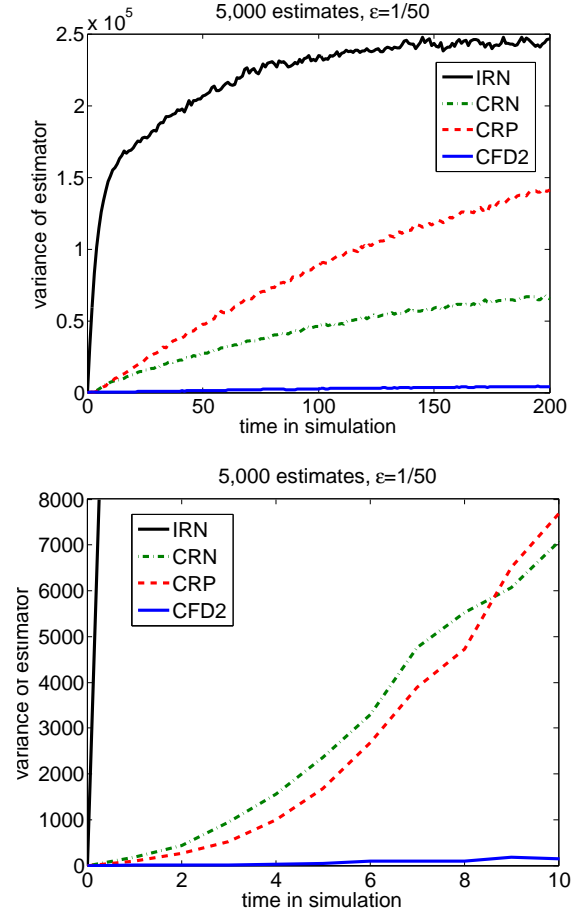 5,000 estimates, ε=1/50
x 10^5
2.5
2
1.5
1
0.5
0
variance of estimator
IRN
CRN
CRP
CFD2
0 50 100 150 200
time in simulation
5,000 estimates, ε=1/50
8000
7000
6000
5000
4000
3000
2000
1000
0
variance of estimator
IRN
CRN
CRP
CFD2
0 2 4 6 8 10
time in simulation